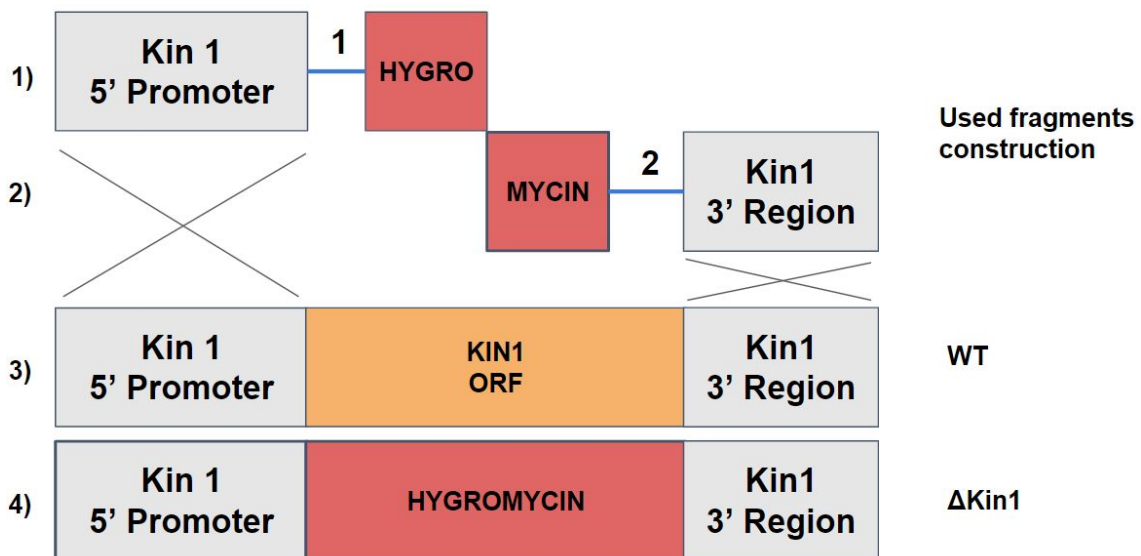 1)
Kin 1
5’ Promoter
1
HYGRO
Used fragments
construction
2)
MYCIN
2
Kin1
3’ Region
3)
Kin 1
5’ Promoter
KIN1
ORF
Kin1
3’ Region
WT
4)
Kin 1
5’ Promoter
HYGROMYCIN
Kin1
3’ Region
ΔKin1